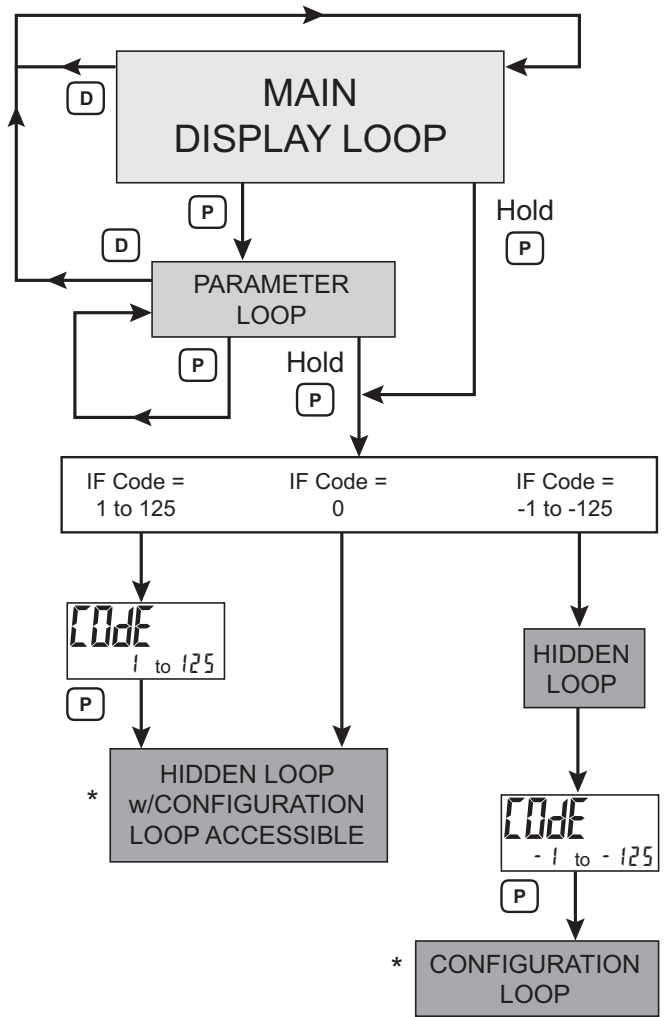 D
MAIN
DISPLAY LOOP
P
Hold
P
D
PARAMETER
LOOP
P
Hold
P
IF Code =
1 to 125
IF Code =
0
IF Code =
-1 to -125
COdE
1 to 125
P
HIDDEN
LOOP
*
HIDDEN LOOP
w/CONFIGURATION
LOOP ACCESSIBLE
COdE
-1 to -125
P
*
CONFIGURATION
LOOP